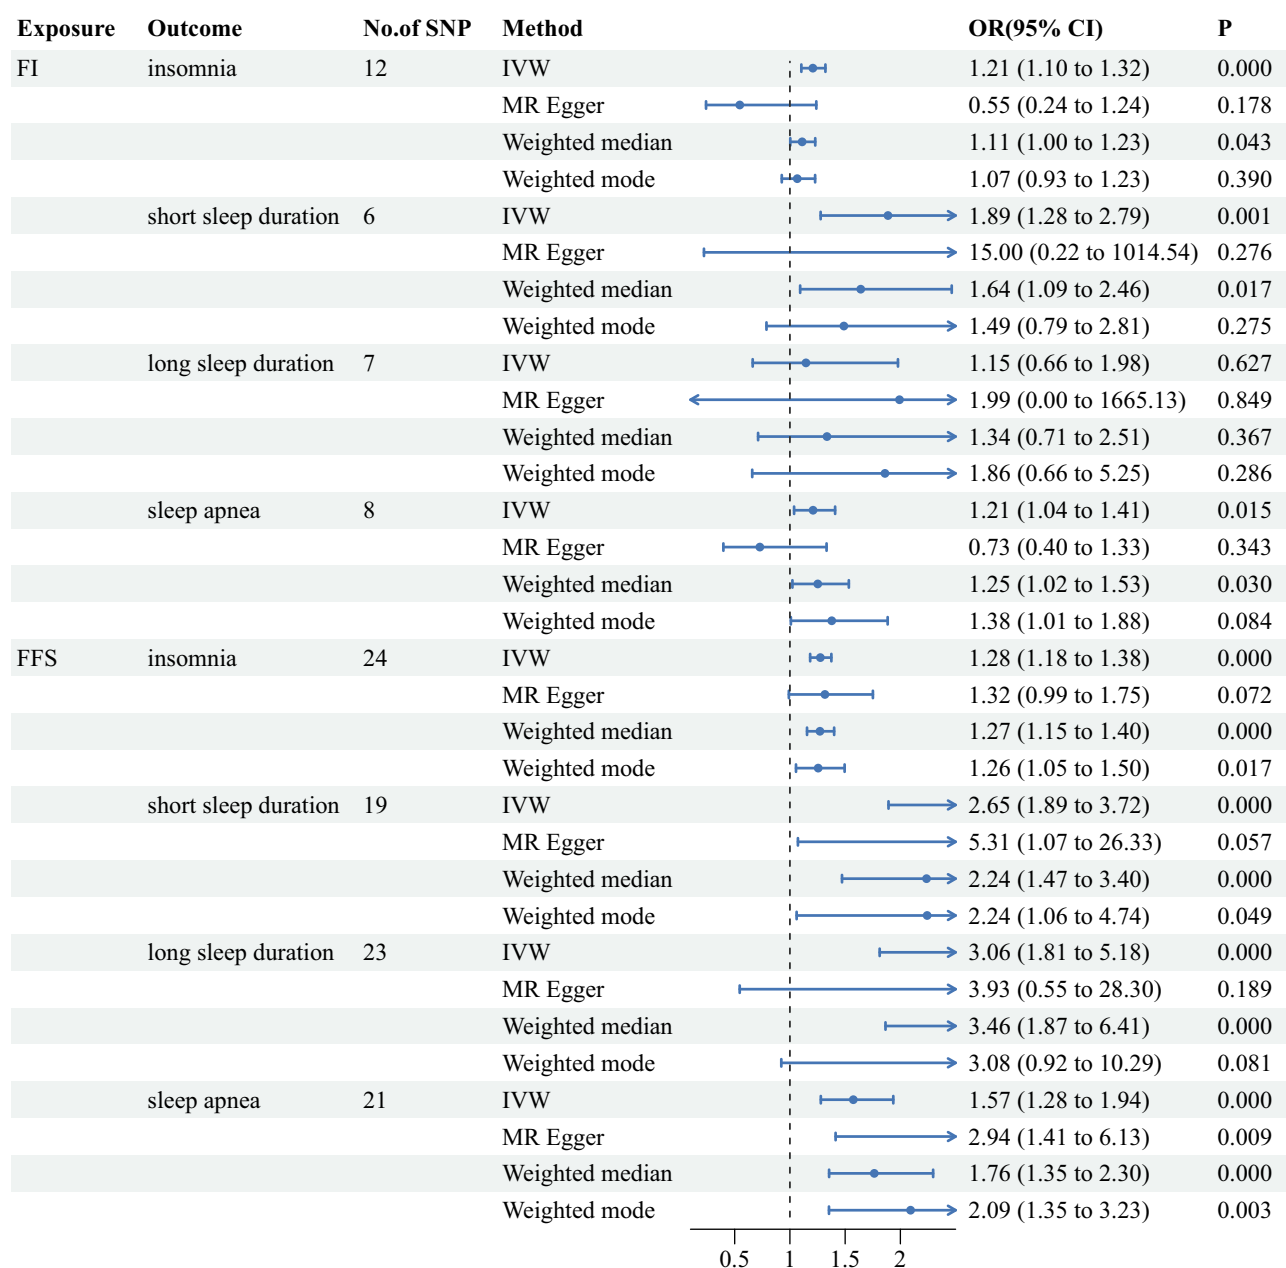 Exposure Outcome No.of SNP Method OR(95% CI) P
FI insomnia 12 IVW 1.21 (1.10 to 1.32) 0.000
MR Egger 0.55 (0.24 to 1.24) 0.178
Weighted median 1.11 (1.00 to 1.23) 0.043
Weighted mode 1.07 (0.93 to 1.23) 0.390
short sleep duration 6 IVW 1.89 (1.28 to 2.79) 0.001
MR Egger 15.00 (0.22 to 1014.54) 0.276
Weighted median 1.64 (1.09 to 2.46) 0.017
Weighted mode 1.49 (0.79 to 2.81) 0.275
long sleep duration 7 IVW 1.15 (0.66 to 1.98) 0.627
MR Egger 1.99 (0.00 to 1665.13) 0.849
Weighted median 1.34 (0.71 to 2.51) 0.367
Weighted mode 1.86 (0.66 to 5.25) 0.286
sleep apnea 8 IVW 1.21 (1.04 to 1.41) 0.015
MR Egger 0.73 (0.40 to 1.33) 0.343
Weighted median 1.25 (1.02 to 1.53) 0.030
Weighted mode 1.38 (1.01 to 1.88) 0.084
FFS insomnia 24 IVW 1.28 (1.18 to 1.38) 0.000
MR Egger 1.32 (0.99 to 1.75) 0.072
Weighted median 1.27 (1.15 to 1.40) 0.000
Weighted mode 1.26 (1.05 to 1.50) 0.017
short sleep duration 19 IVW 2.65 (1.89 to 3.72) 0.000
MR Egger 5.31 (1.07 to 26.33) 0.057
Weighted median 2.24 (1.47 to 3.40) 0.000
Weighted mode 2.24 (1.06 to 4.74) 0.049
long sleep duration 23 IVW 3.06 (1.81 to 5.18) 0.000
MR Egger 3.93 (0.55 to 28.30) 0.189
Weighted median 3.46 (1.87 to 6.41) 0.000
Weighted mode 3.08 (0.92 to 10.29) 0.081
sleep apnea 21 IVW 1.57 (1.28 to 1.94) 0.000
MR Egger 2.94 (1.41 to 6.13) 0.009
Weighted median 1.76 (1.35 to 2.30) 0.000
Weighted mode 2.09 (1.35 to 3.23) 0.003
0.5 1 1.5 2